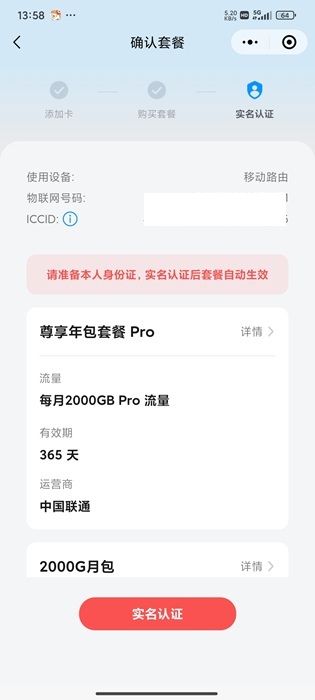 13:58
5.20 KB/s HD 5G 64
确认套餐
添加卡 购买套餐 实名认证
使用设备: 移动路由
物联网号码:
ICCID:
请准备本人身份证，实名认证后套餐自动生效
尊享年包套餐 Pro 详情
流量
每月2000GB Pro 流量
有效期
365 天
运营商
中国联通
2000G月包 详情
实名认证